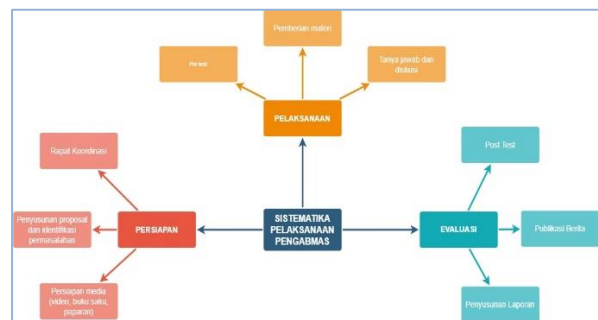 Pemberian materi
Pre test
Tanya jawab dan
diskusi
PELAKSANAAN
Rapat Koordinasi
Post Test
Penyusunan proposal
dan identifikasi
permasalahan
PERSIAPAN
SISTEMATIKA
PELAKSANAAN
PENGABMAS
EVALUASI
Publikasi Berita
Persiapan media
(video, buku saku,
paparan)
Penyusunan Laporan